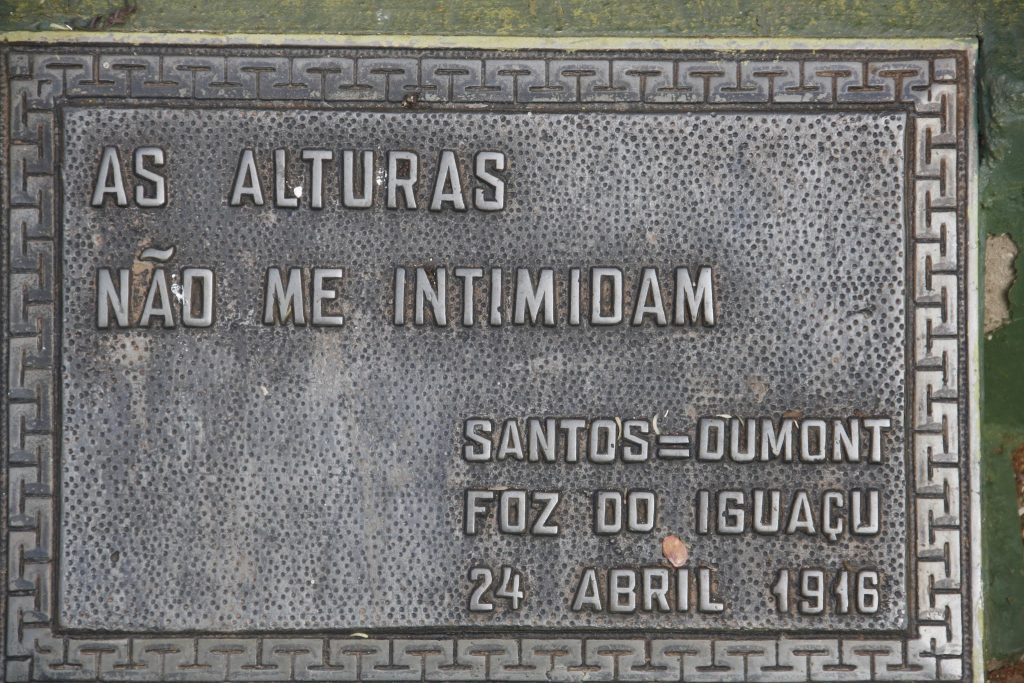 AS ALTURAS
NÃO ME INTIMIDAM
SANTOS=DUMONT
FOZ DO IGUAÇU
24 ABRIL 1916